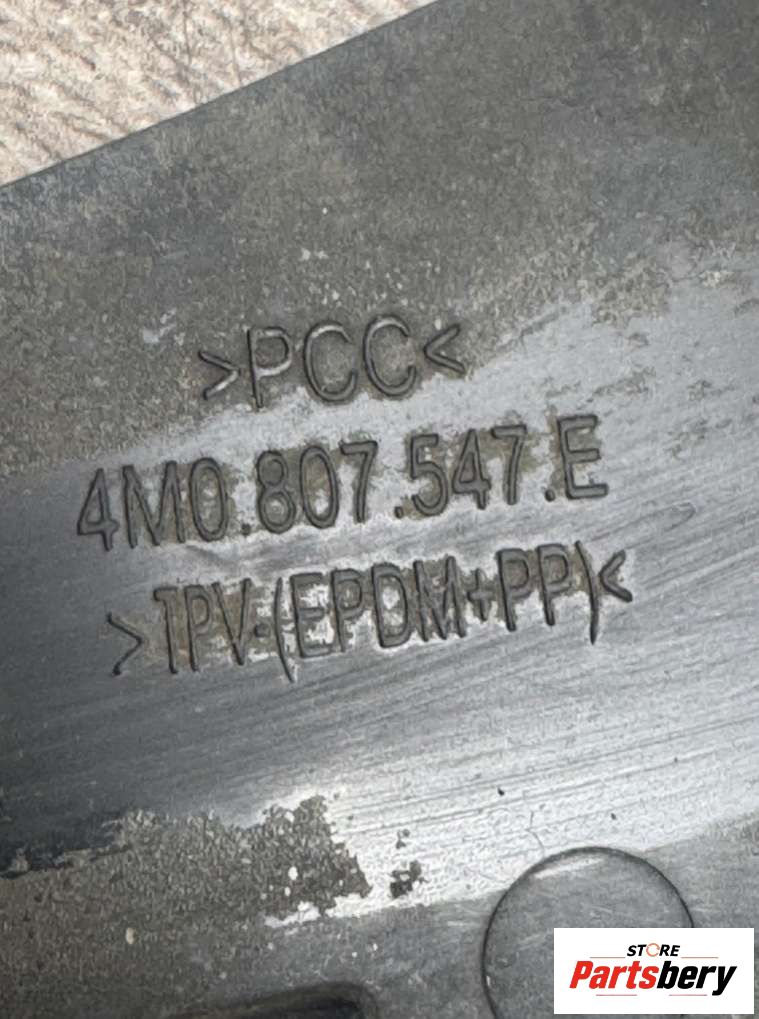 >PCC<
4M0.807.547.E
>TPV-(EPDM+PP)<
STORE
Partsbery